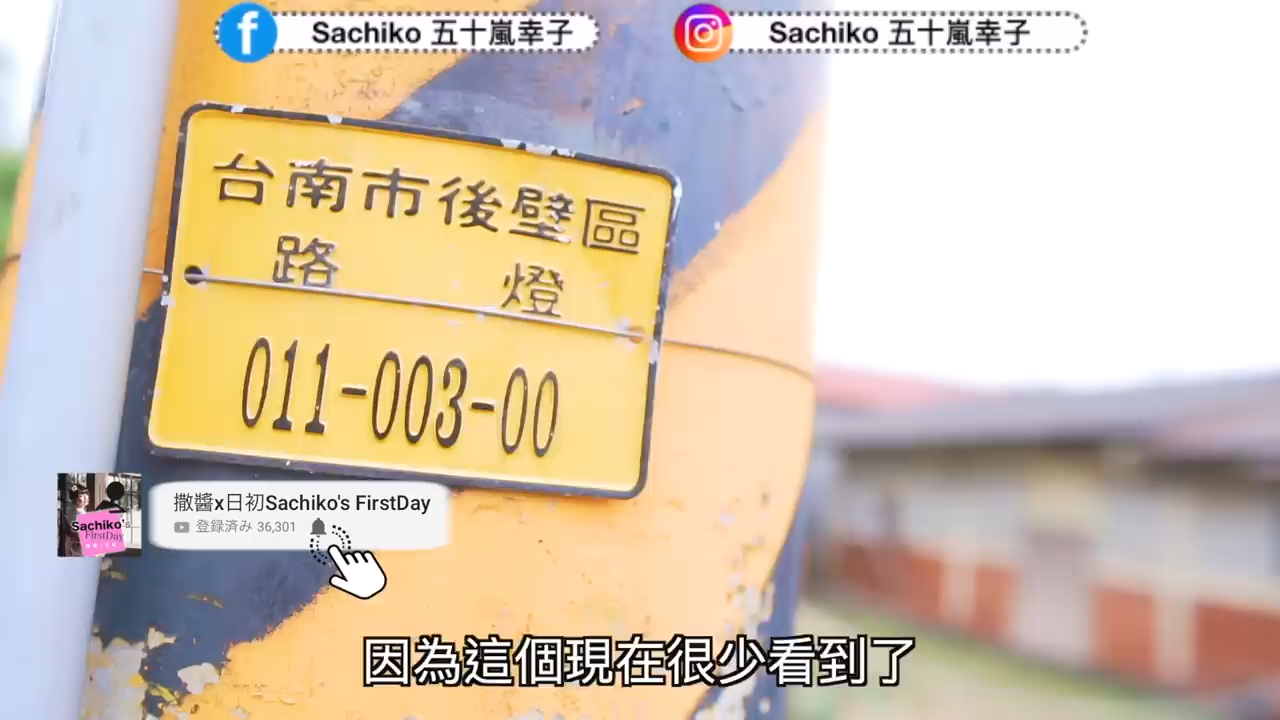 Sachiko 五十嵐幸子
Sachiko 五十嵐幸子
台南市後壁區
路 燈
011-003-00
撒醬x日初Sachiko's FirstDay
登録済み 36,301
Sachiko's
FirstDay
因為這個現在很少看到了